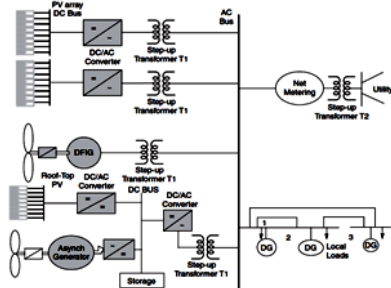 PV array
DC Bus
AC
Bus
DC/AC
Converter
Step-up
Transformer T1
DC/AC
Converter
Step-up
Transformer T1
Net
Metering
Utility
Step-up
Transformer T2
DFIG
Step-up
Transformer T1
Roof-Top
PV
DC/AC
Converter
DC BUS
DC/AC
Converter
Asynch
Generator
Storage
Step-up
Transformer T1
1
2
3
DG
DG
DG
Local
Loads